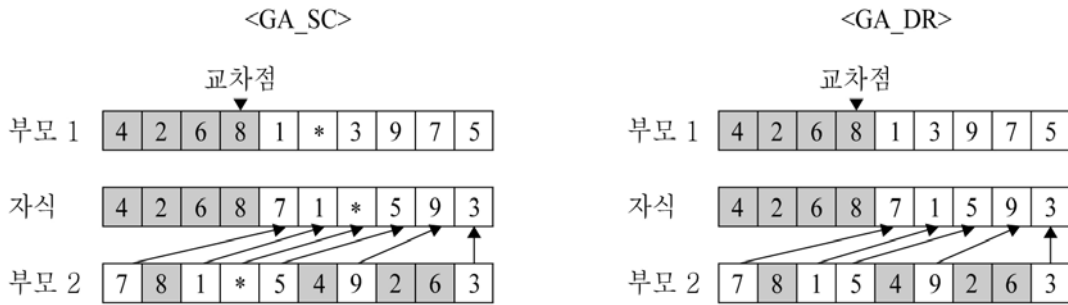 <GA_SC> <GA_DR>
교차점 교차점
부모 1 4 2 6 8 1 * 3 9 7 5 부모 1 4 2 6 8 1 3 9 7 5
자식 4 2 6 8 7 1 * 5 9 3 자식 4 2 6 8 7 1 5 9 3
부모 2 7 8 1 * 5 4 9 2 6 3 부모 2 7 8 1 5 4 9 2 6 3